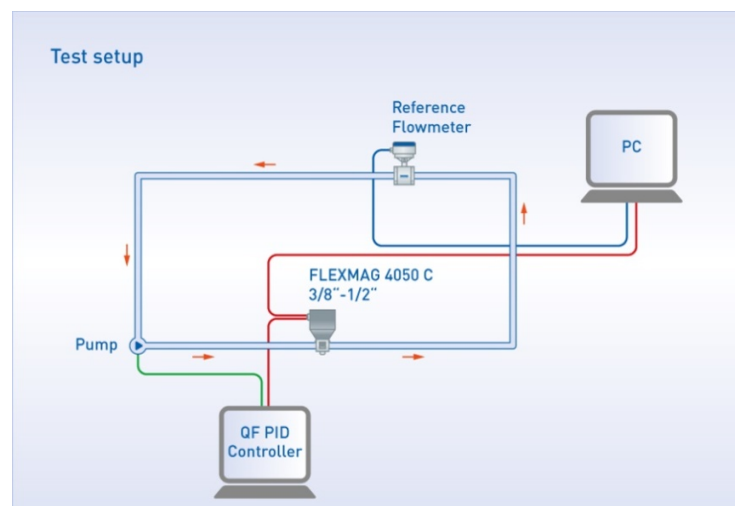 Test setup
Reference
Flowmeter
PC
FLEXMAG 4050 C
3/8"-1/2"
Pump
QF PID
Controller